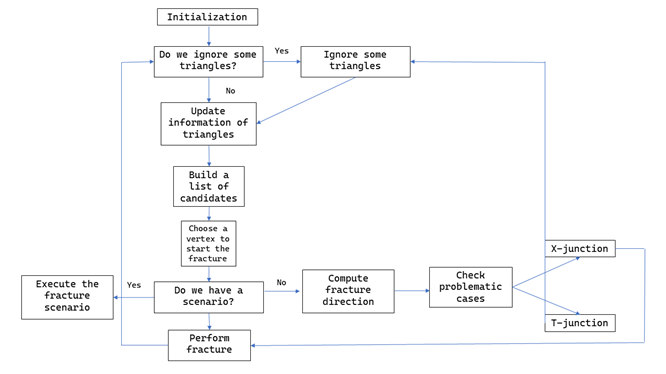 Initialization
Do we ignore some
triangles?
Yes
Ignore some
triangles
No
Update
information of
triangles
Build a
list of
candidates
Choose a
vertex to
start the
fracture
Execute the
fracture
scenario
Yes
Do we have a
scenario?
No
Compute
fracture
direction
Check
problematic
cases
X-junction
T-junction
Perform
fracture